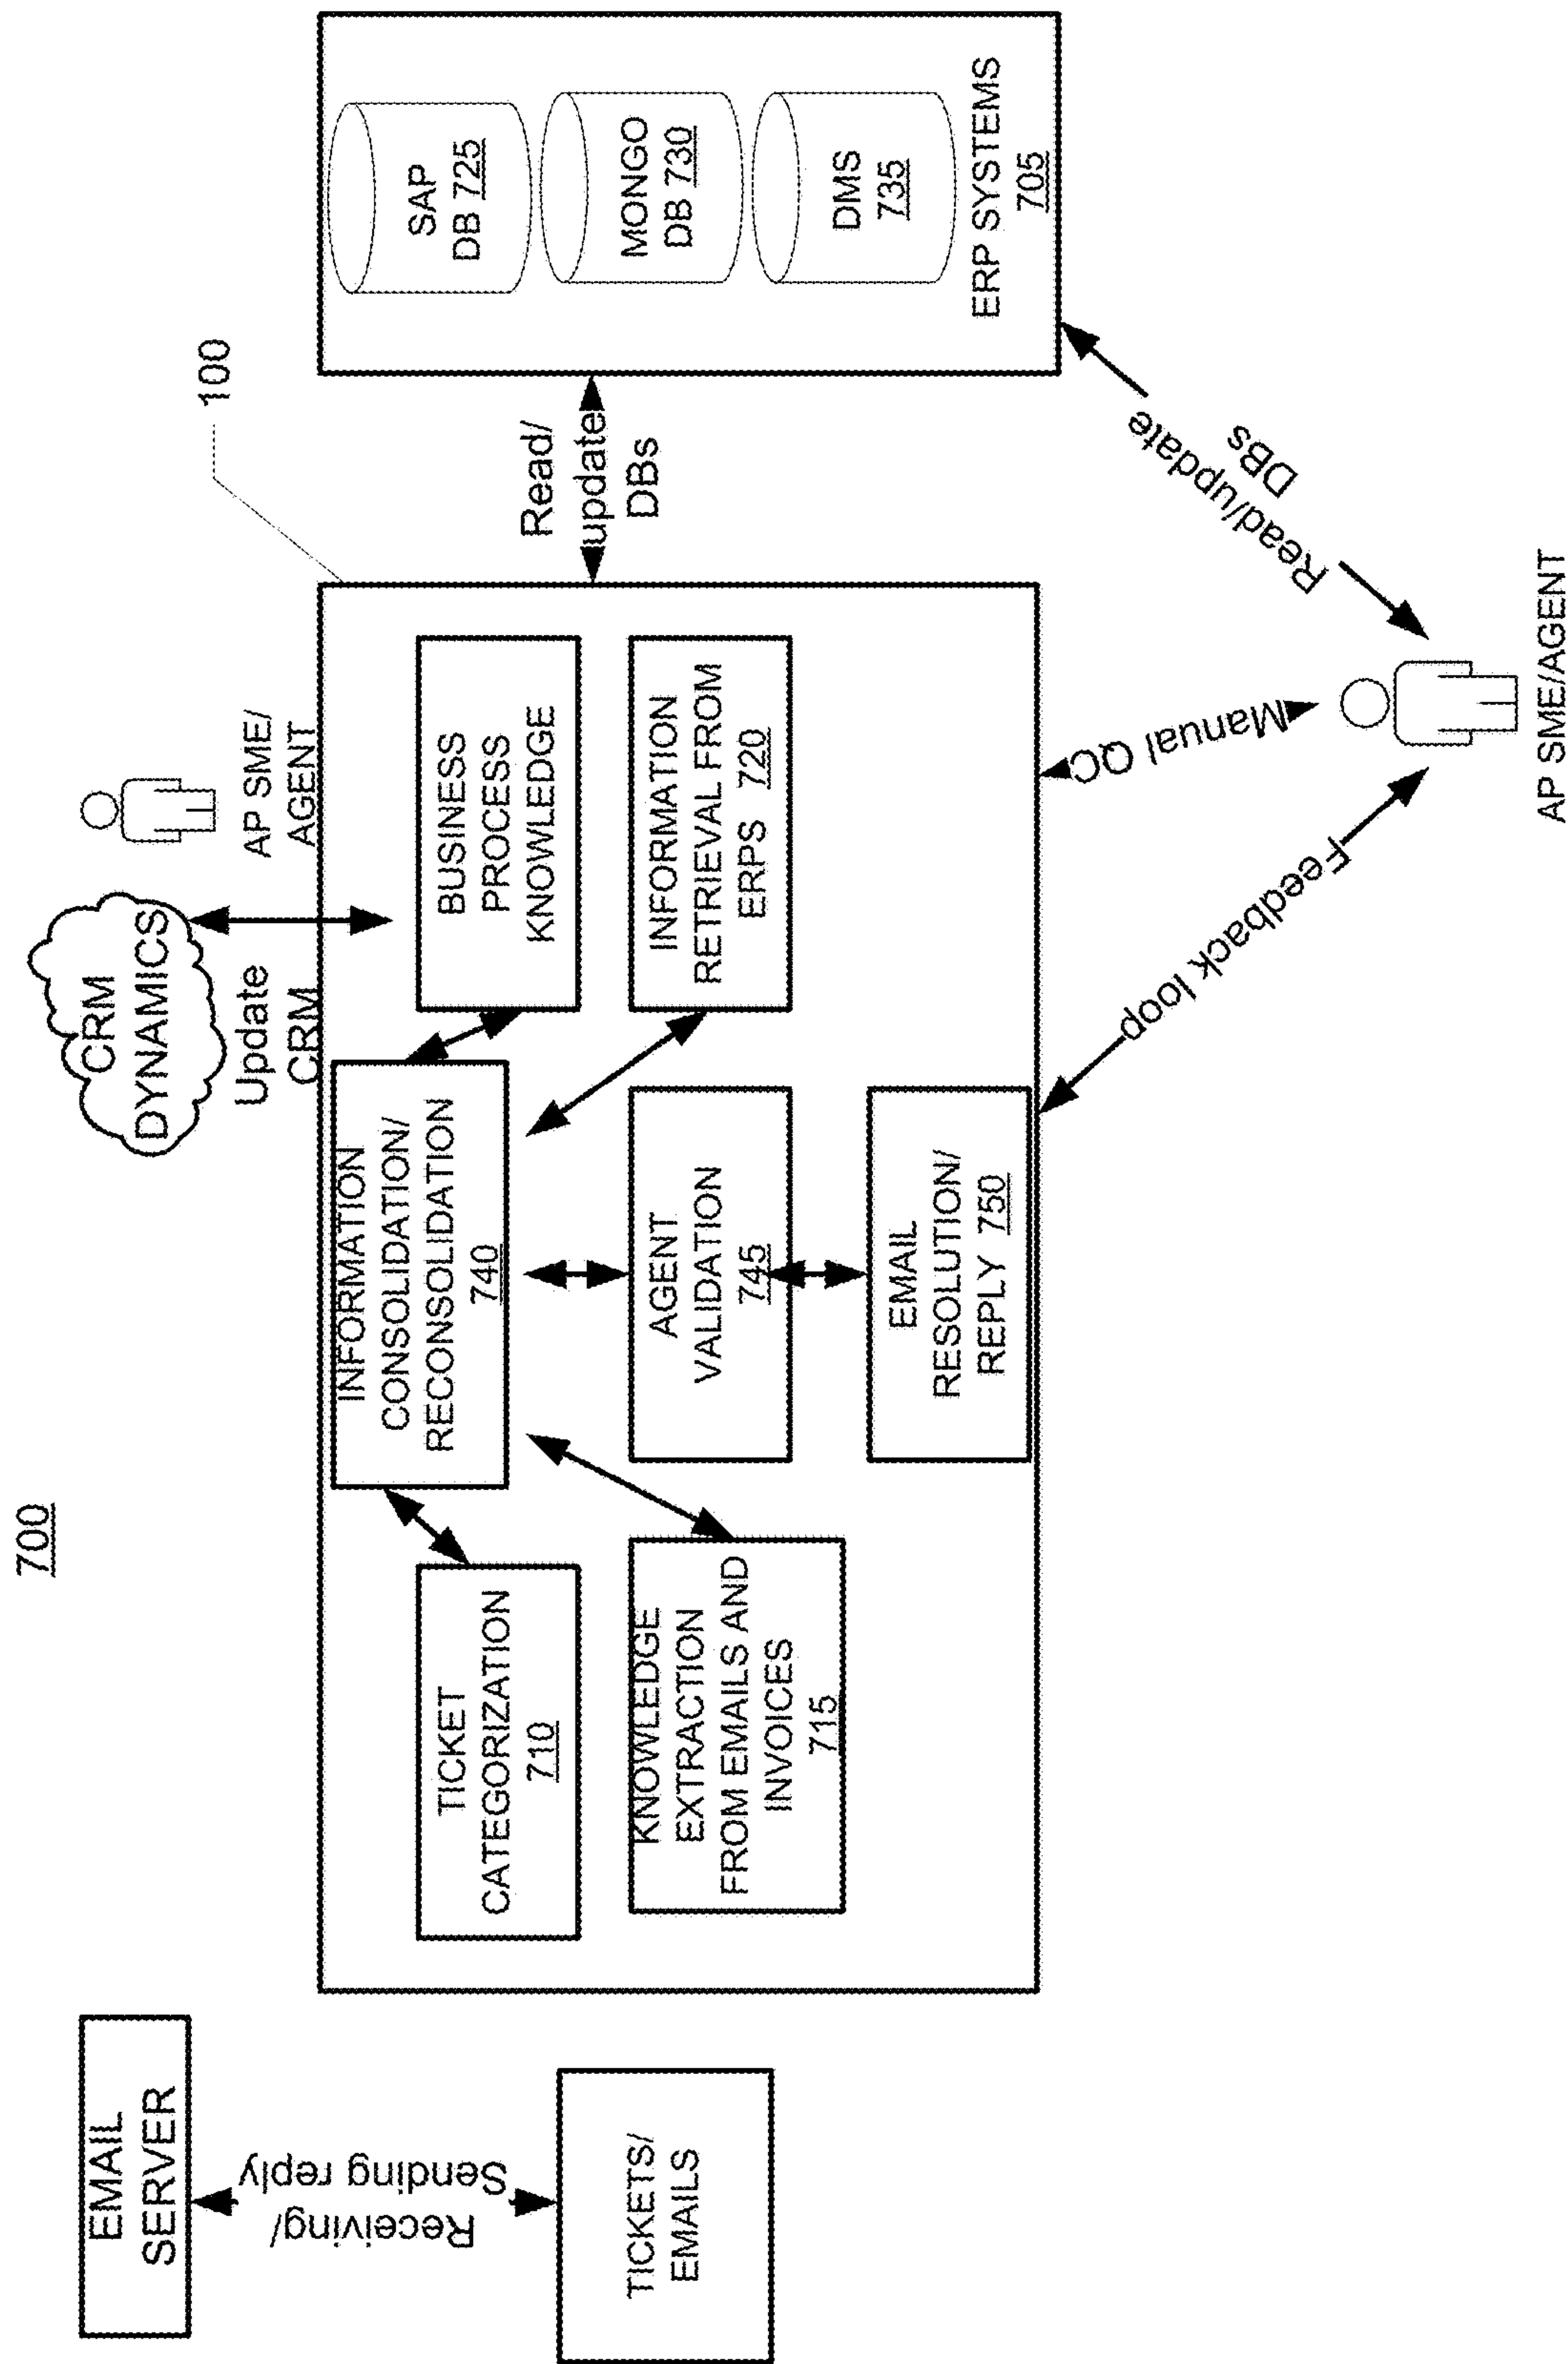 700
EMAIL
SERVER
Receiving/
Sending reply
TICKETS/
EMAILS
CRM
DYNAMICS
Update
CRM
AP SME/
AGENT
100
TICKET
CATEGORIZATION
710
KNOWLEDGE
EXTRACTION
FROM EMAILS AND
INVOICES
715
INFORMATION
CONSOLIDATION/
RECONSOLIDATION
740
AGENT
VALIDATION
745
EMAIL
RESOLUTION/
REPLY 750
BUSINESS
PROCESS
KNOWLEDGE
INFORMATION
RETRIEVAL FROM
ERPS 720
Read/
update
DBs
SAP
DB 725
MONGO
DB 730
DMS
735
ERP SYSTEMS
705
Feedback loop
Manual QC
Read/update
DBs
AP SME/AGENT